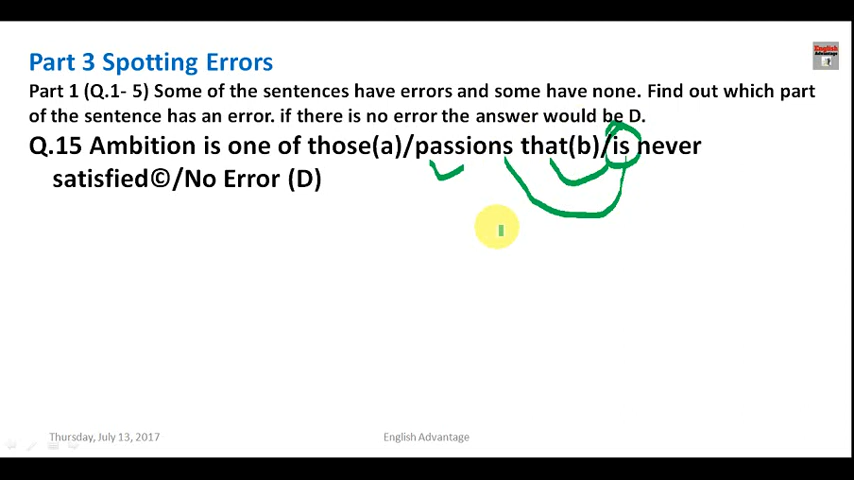 Part 3 Spotting Errors
English
Advantage
Part 1 (Q.1- 5) Some of the sentences have errors and some have none. Find out which part
of the sentence has an error. if there is no error the answer would be D.
Q.15 Ambition is one of those(a)/passions that(b)/is never
satisfied©/No Error (D)
Thursday, July 13, 2017
English Advantage